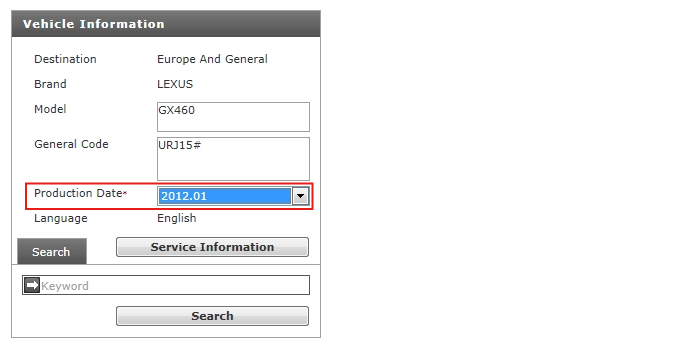 Vehicle Information
Destination Europe And General
Brand LEXUS
Model GX460
General Code URJ15#
Production Date* 2012.01
Language English
Search Service Information
Keyword
Search